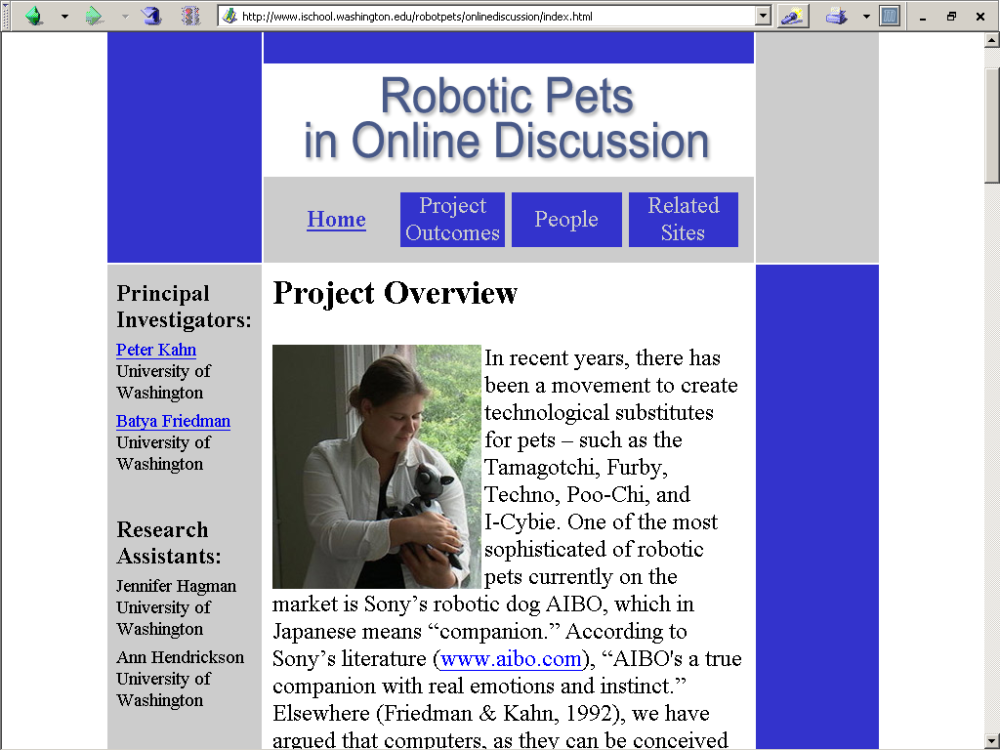 http://www.ischool.washington.edu/robotpets/onlinediscussion/index.html
Robotic Pets
in Online Discussion
Home
Project
Outcomes
People
Related
Sites
Principal
Investigators:
Peter Kahn
University of
Washington
Batya Friedman
University of
Washington
Research
Assistants:
Jennifer Hagman
University of
Washington
Ann Hendrickson
University of
Washington
Project Overview
In recent years, there has
been a movement to create
technological substitutes
for pets – such as the
Tamagotchi, Furby,
Techno, Poo-Chi, and
I-Cybie. One of the most
sophisticated of robotic
pets currently on the
market is Sony’s robotic dog AIBO, which in
Japanese means “companion.” According to
Sony’s literature (www.aibo.com), “AIBO's a true
companion with real emotions and instinct.”
Elsewhere (Friedman & Kahn, 1992), we have
argued that computers, as they can be conceived